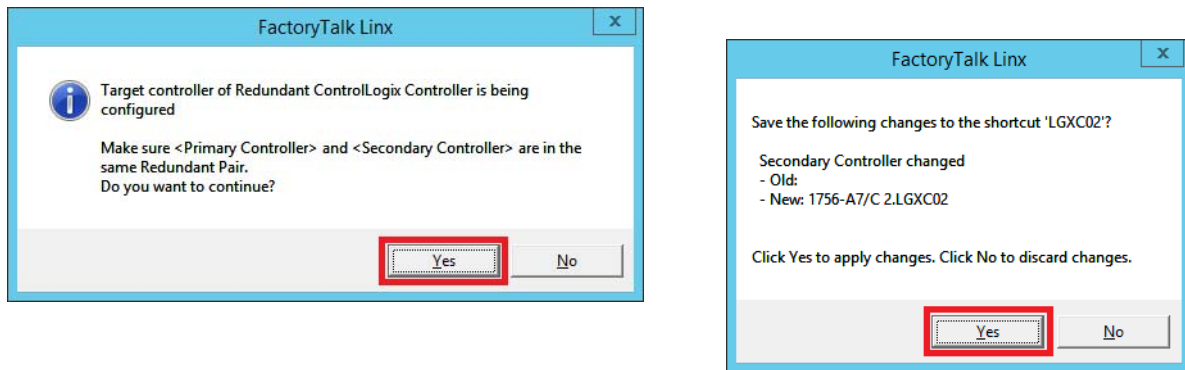 FactoryTalk Linx
x
Target controller of Redundant ControlLogix Controller is being
configured
Make sure <Primary Controller> and <Secondary Controller> are in the
same Redundant Pair.
Do you want to continue?
Yes
No
FactoryTalk Linx
x
Save the following changes to the shortcut 'LGXC02'?
Secondary Controller changed
- Old:
- New: 1756-A7/C 2.LGXC02
Click Yes to apply changes. Click No to discard changes.
Yes
No